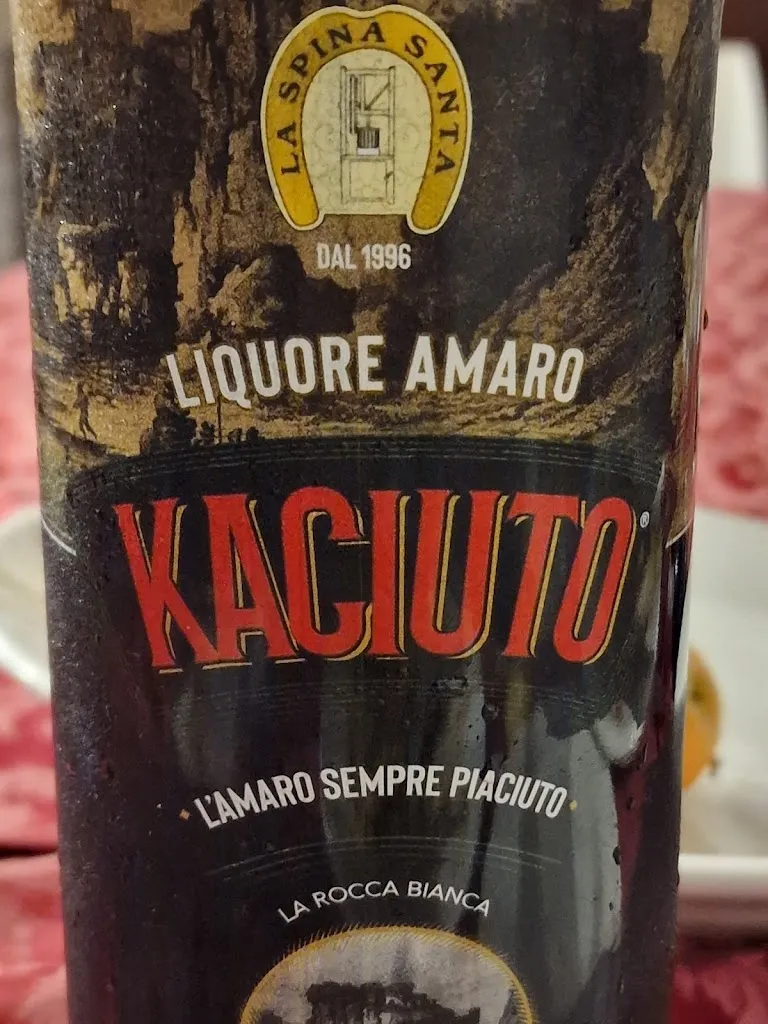 LA SPINA SANTA
DAL 1996
LIQUORE AMARO
KACIUTO®
L'AMARO SEMPRE PIACIUTO
LA ROCCA BIANCA